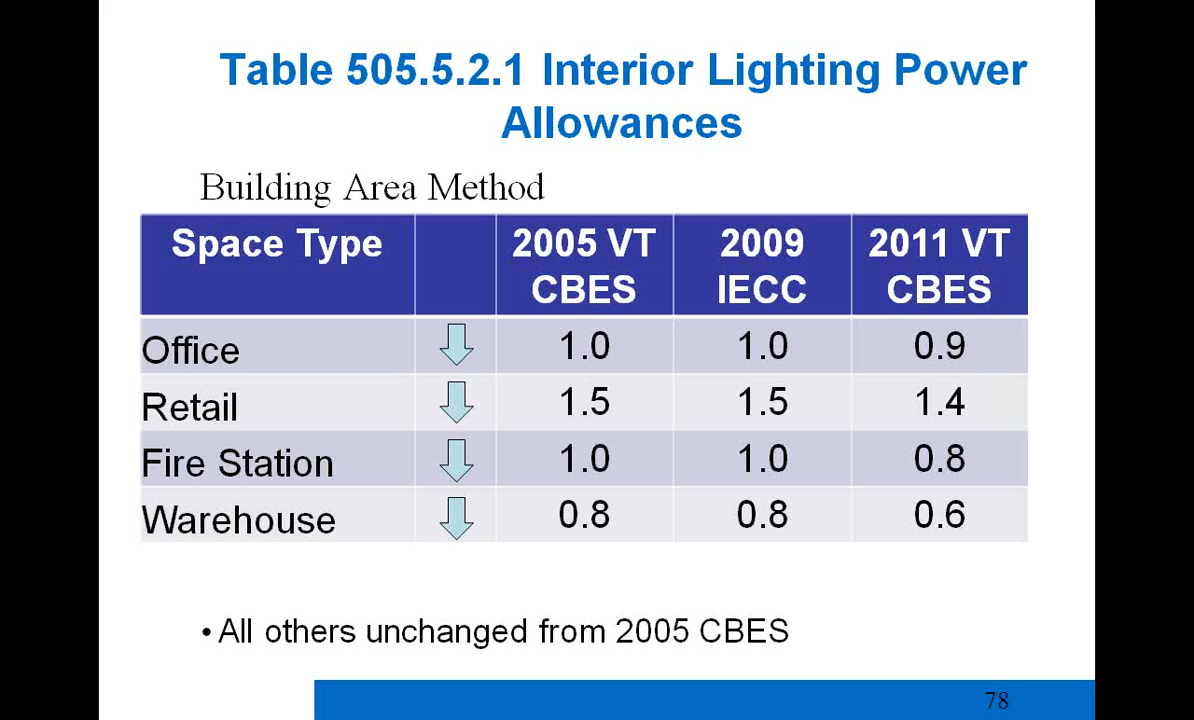 Table 505.5.2.1 Interior Lighting Power
Allowances
Building Area Method
Space Type 2005 VT CBES 2009 IECC 2011 VT CBES
Office 1.0 1.0 0.9
Retail 1.5 1.5 1.4
Fire Station 1.0 1.0 0.8
Warehouse 0.8 0.8 0.6
• All others unchanged from 2005 CBES
78